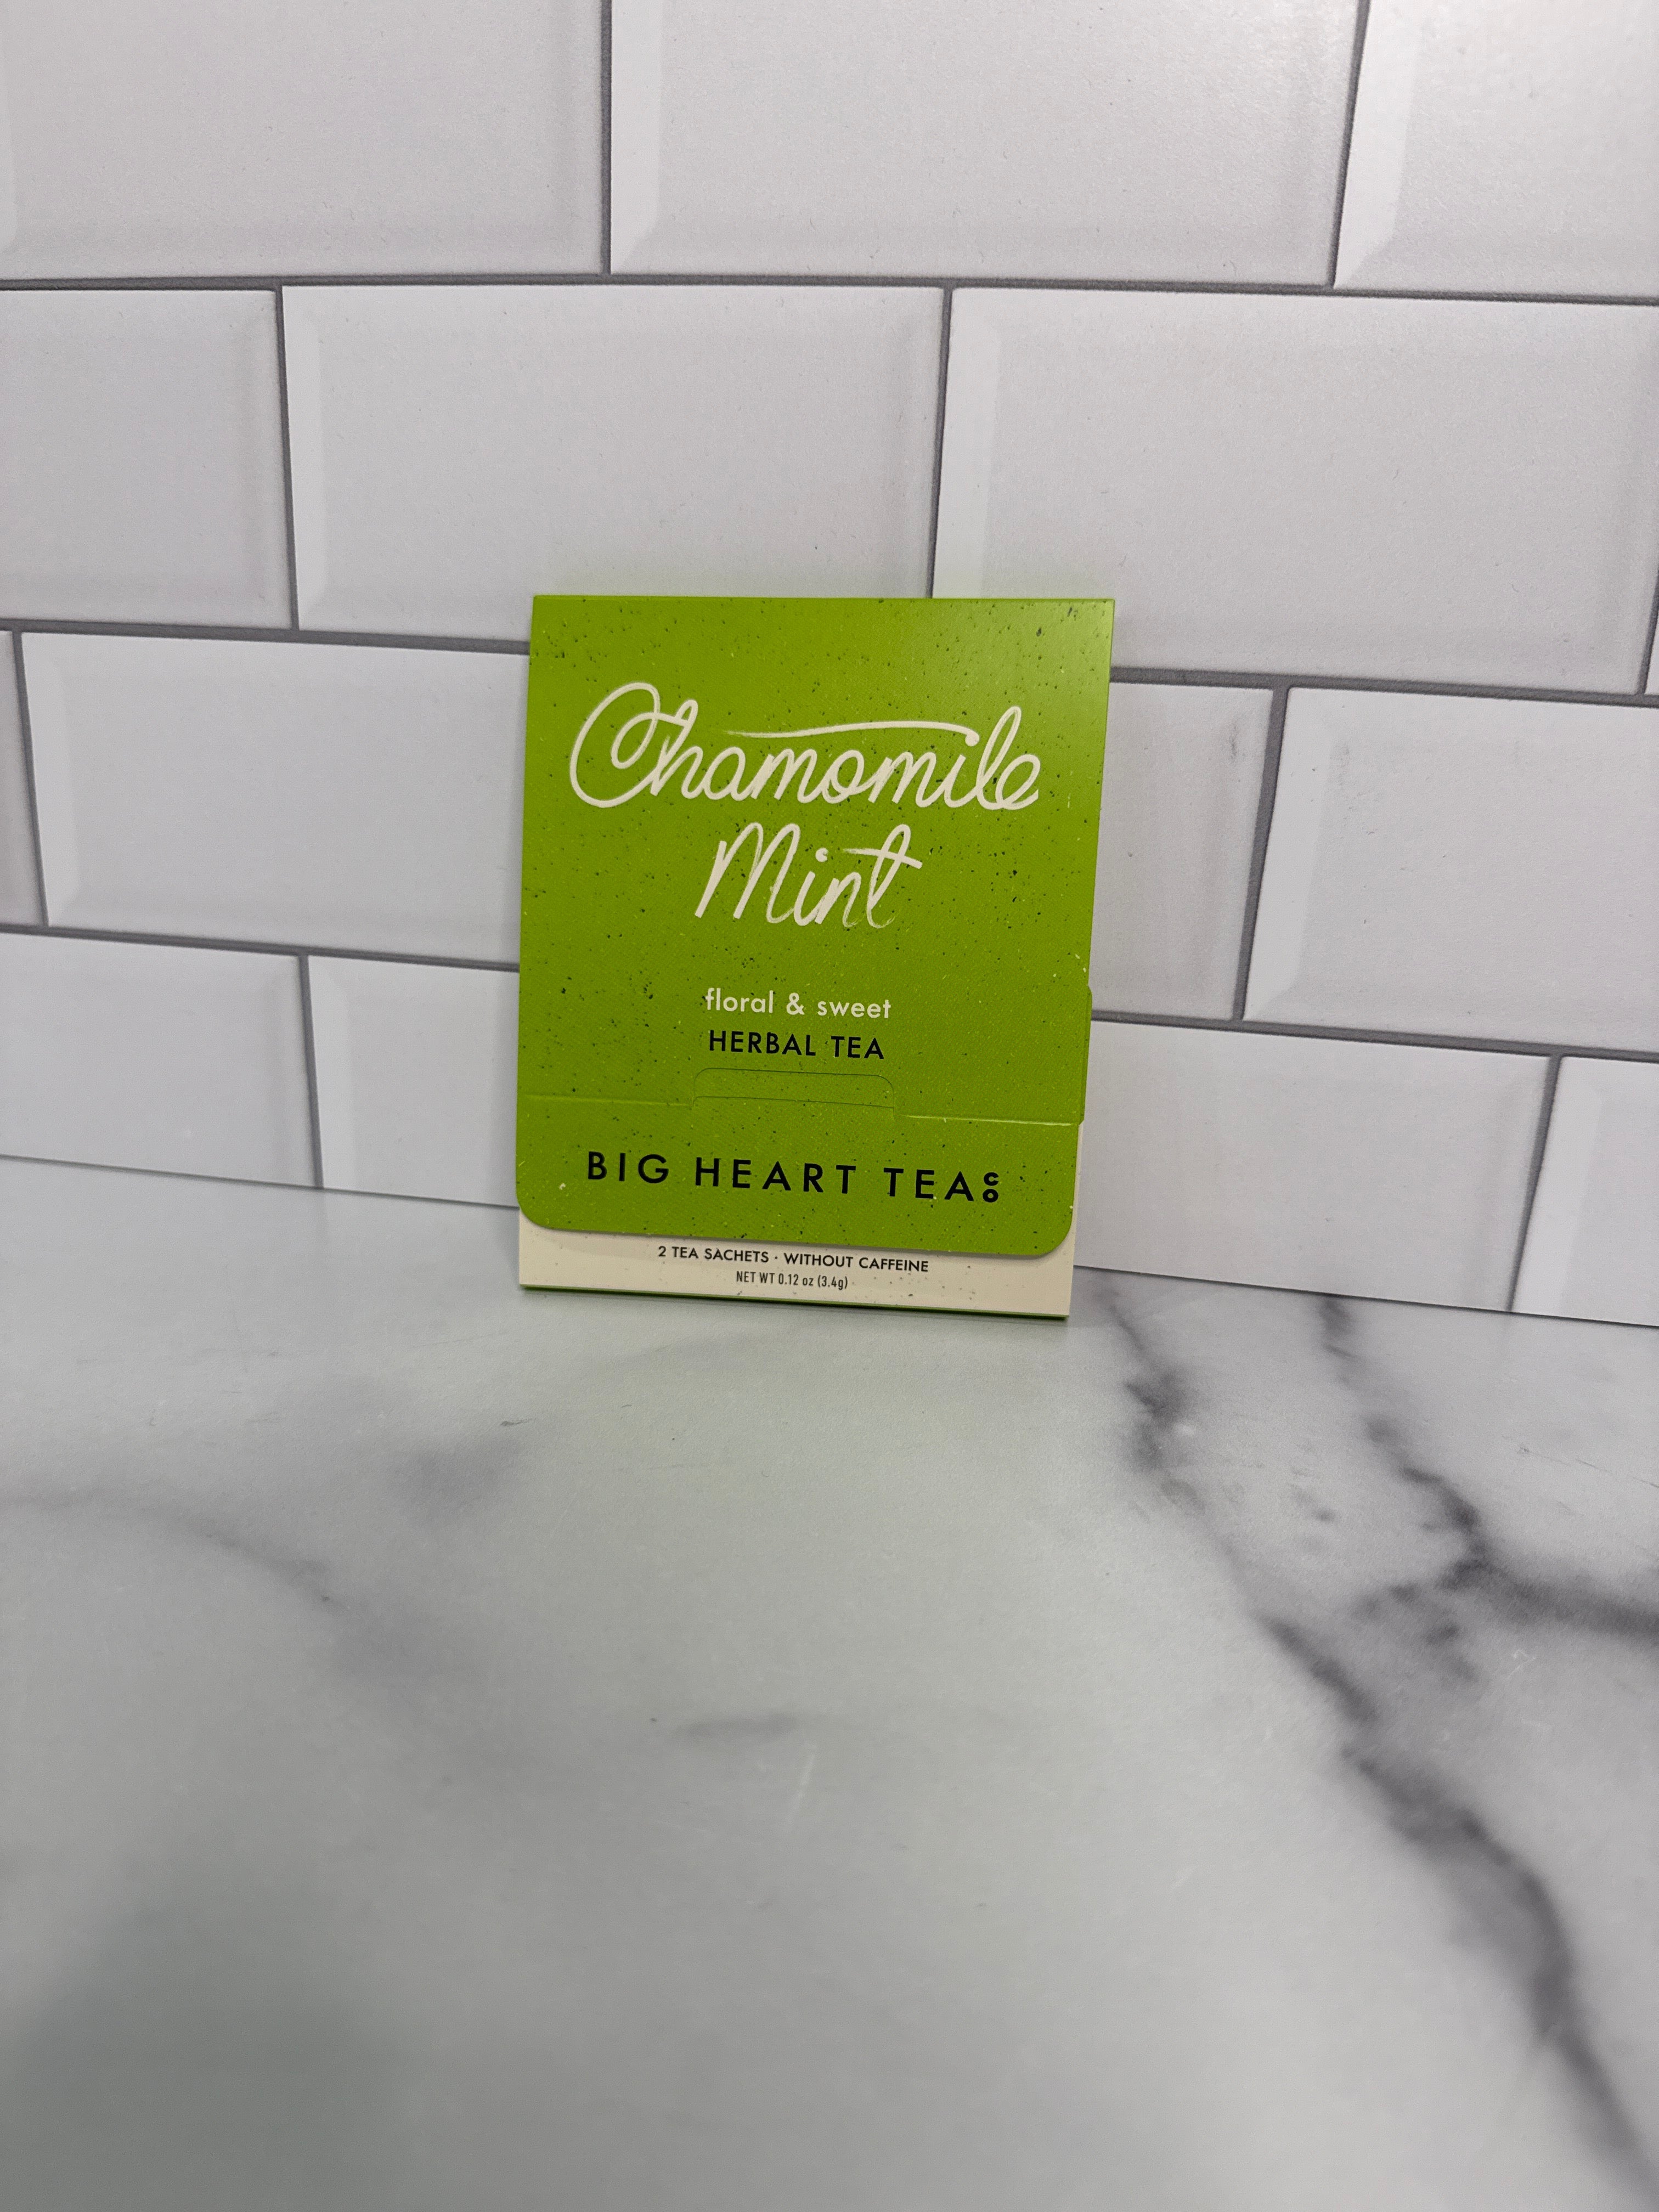 Chamomile
Mint
floral & sweet
HERBAL TEA
BIG HEART TEA CO
2 TEA SACHETS · WITHOUT CAFFEINE
NET WT 0.12 oz (3.4g)